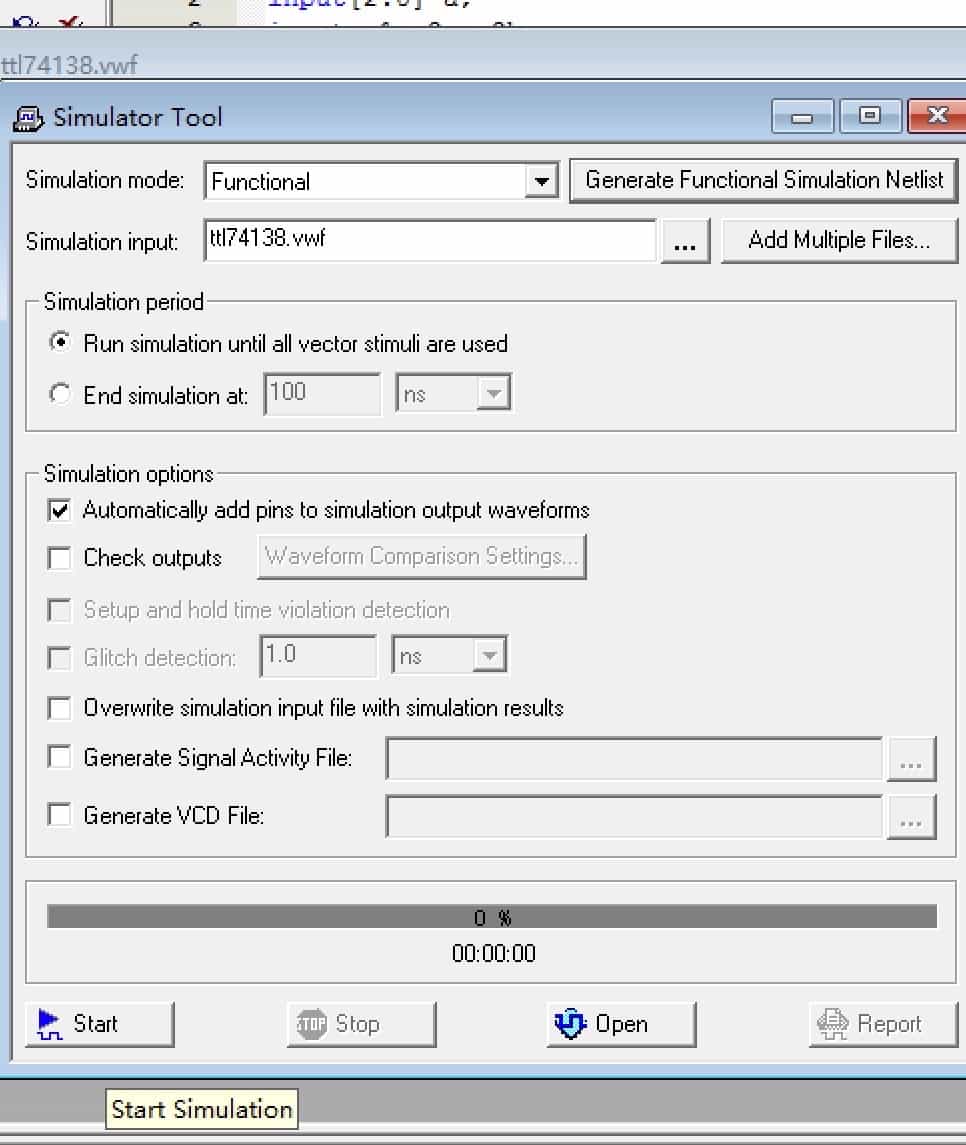 2 input[2:0] a;
ttl74138.vwf
Simulator Tool
Simulation mode: Functional Generate Functional Simulation Netlist
Simulation input: ttl74138.vwf ... Add Multiple Files...
Simulation period
Run simulation until all vector stimuli are used
End simulation at: 100 ns
Simulation options
Automatically add pins to simulation output waveforms
Check outputs Waveform Comparison Settings...
Setup and hold time violation detection
Glitch detection: 1.0 ns
Overwrite simulation input file with simulation results
Generate Signal Activity File: ...
Generate VCD File: ...
0 %
00:00:00
Start STOP Stop Open Report
Start Simulation